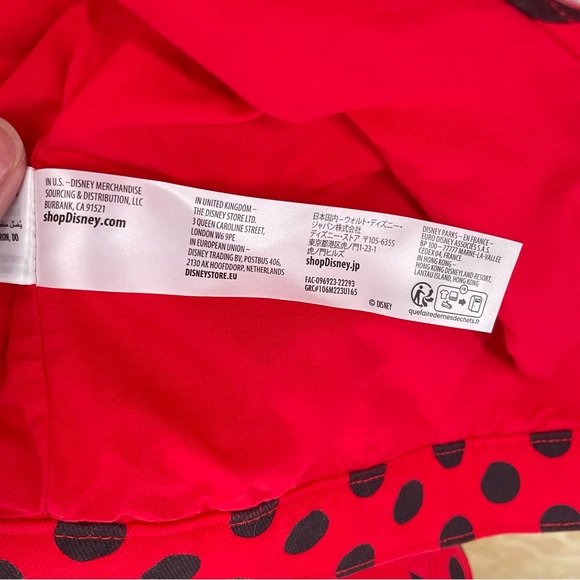 IN U.S. – DISNEY MERCHANDISE
SOURCING & DISTRIBUTION, LLC
BURBANK, CA 91521
shopDisney.com
IN UNITED KINGDOM –
THE DISNEY STORE LTD.
3 QUEEN CAROLINE STREET,
LONDON W6 9PE
IN EUROPEAN UNION –
DISNEY TRADING BV, POSTBUS 406,
2130 AK HOOFDDORP, NETHERLANDS
DISNEYSTORE.EU
日本国内 – ウォルト・ディズニー・
ジャパン株式会社
ディズニー・ストア 〒105-6355
東京都港区虎ノ門1-23-1
虎ノ門ヒルズ
shopDisney.jp
FAC-096923-22293
GRC#106M223U165
DISNEY PARKS – EN FRANCE –
EURO DISNEY ASSOCIÉS S.A.S.
BP 100 – 77777 MARNE-LA-VALLÉE
CEDEX 04, FRANCE
IN HONG KONG –
HONG KONG DISNEYLAND RESORT,
LANTAU ISLAND, HONG KONG
FR
quefairedemesdechets.fr
© DISNEY